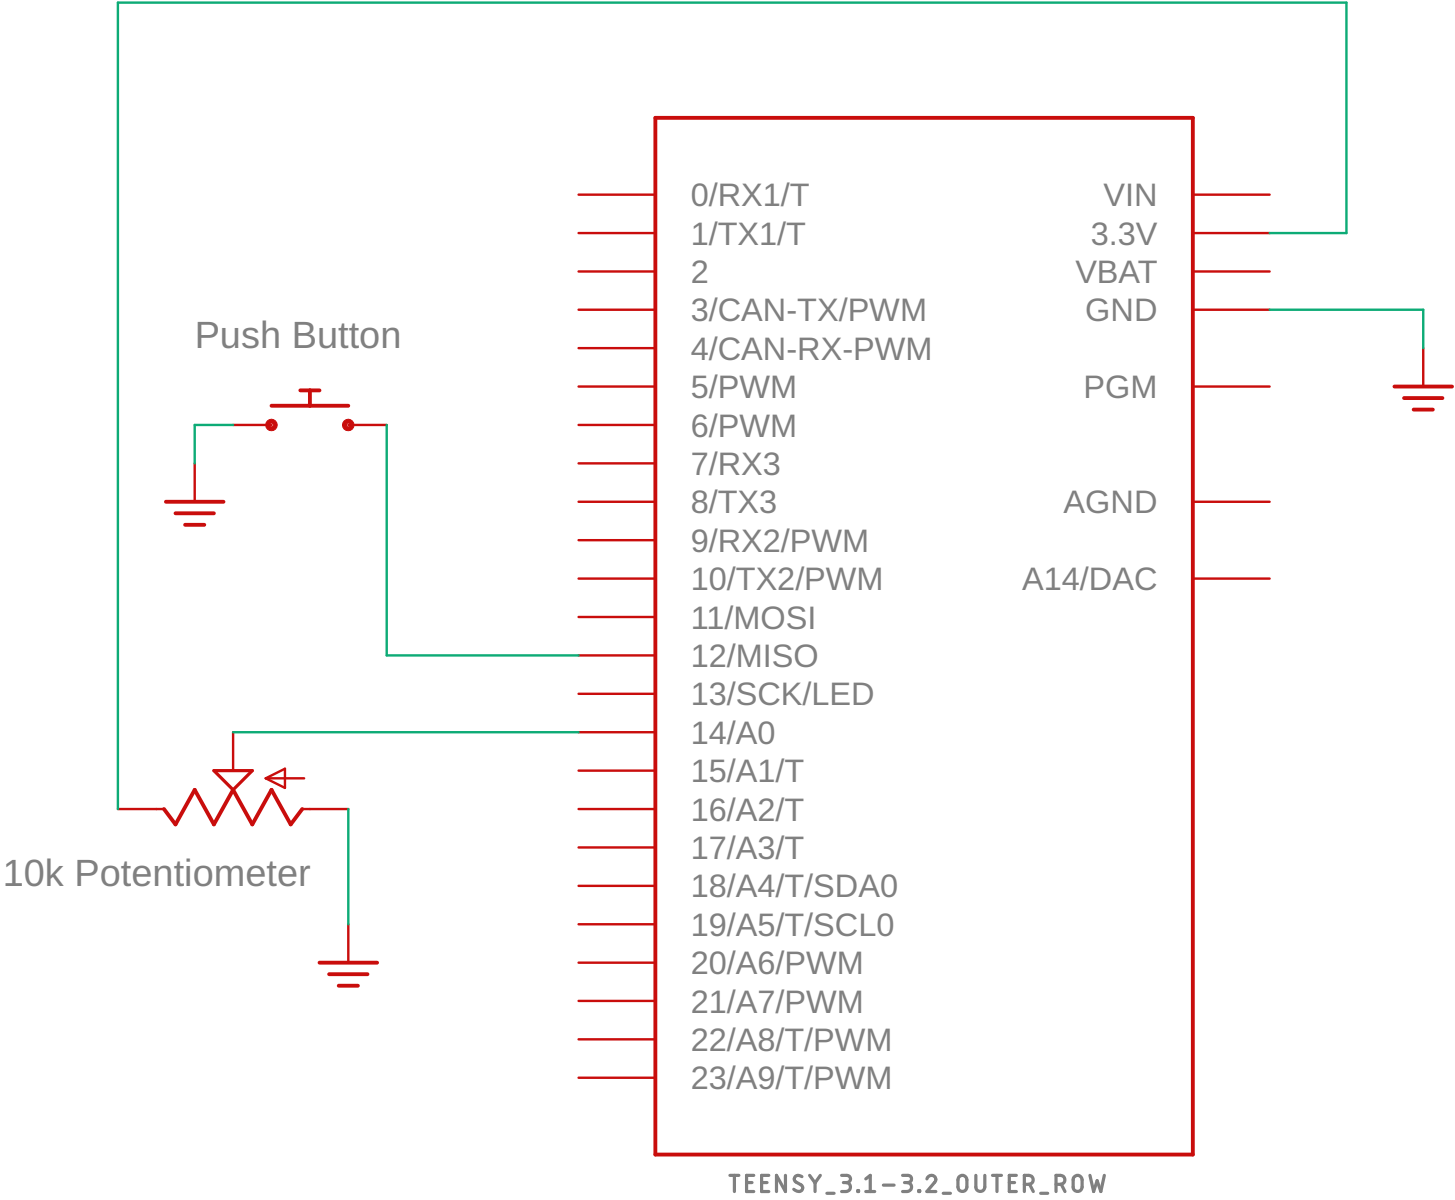 0/RX1/T
1/TX1/T
2
3/CAN-TX/PWM
4/CAN-RX-PWM
5/PWM
6/PWM
7/RX3
8/TX3
9/RX2/PWM
10/TX2/PWM
11/MOSI
12/MISO
13/SCK/LED
14/A0
15/A1/T
16/A2/T
17/A3/T
18/A4/T/SDA0
19/A5/T/SCL0
20/A6/PWM
21/A7/PWM
22/A8/T/PWM
23/A9/T/PWM
VIN
3.3V
VBAT
GND
PGM
AGND
A14/DAC
Push Button
10k Potentiometer
TEENSY_3.1-3.2_OUTER_ROW